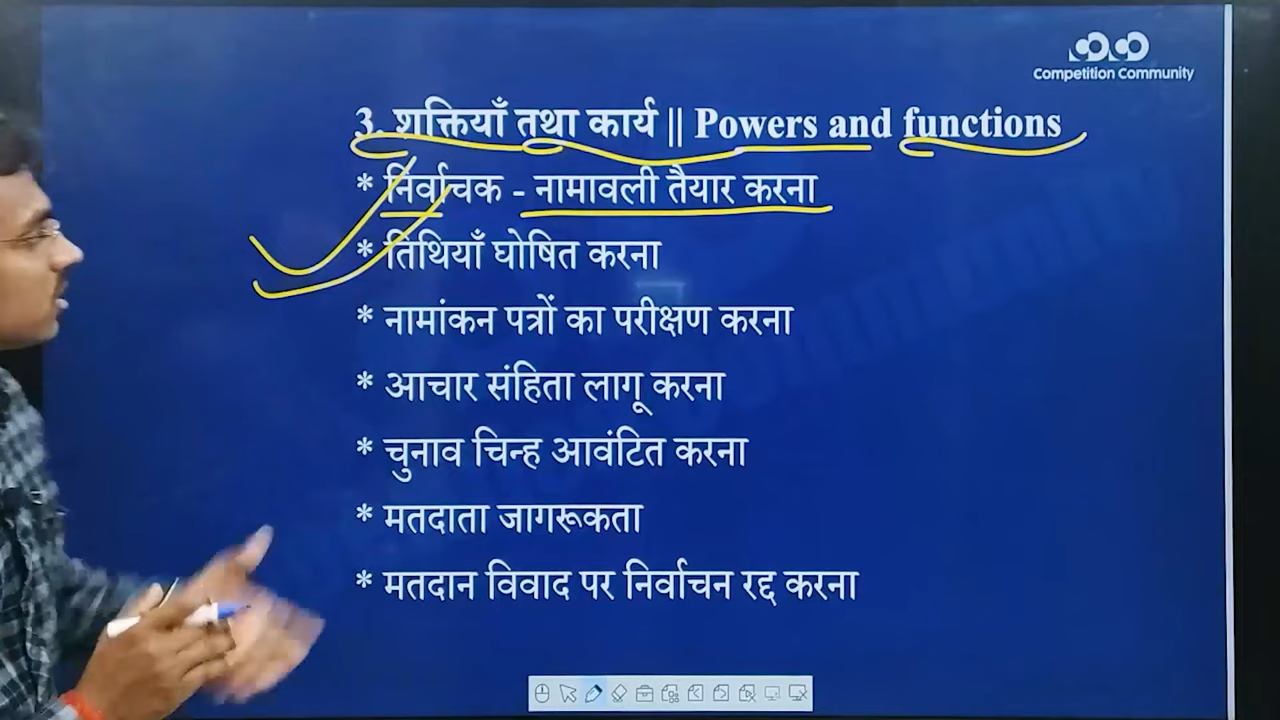 Competition Community
3. शक्तियाँ तथा कार्य || Powers and functions
* निर्वाचक - नामावली तैयार करना
* तिथियाँ घोषित करना
* नामांकन पत्रों का परीक्षण करना
* आचार संहिता लागू करना
* चुनाव चिन्ह आवंटित करना
* मतदाता जागरूकता
* मतदान विवाद पर निर्वाचन रद्द करना